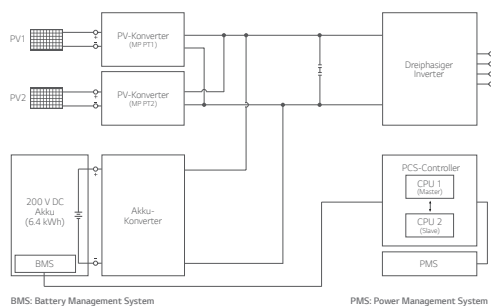 PV1
PV-Konverter
(MP PT1)
PV2
PV-Konverter
(MP PT2)
Dreiphasiger
Inverter
200 V DC
Akku
(6.4 kWh)
BMS
Akku-
Konverter
PCS-Controller
CPU 1
(Master)
CPU 2
(Slave)
PMS
BMS: Battery Management System
PMS: Power Management System